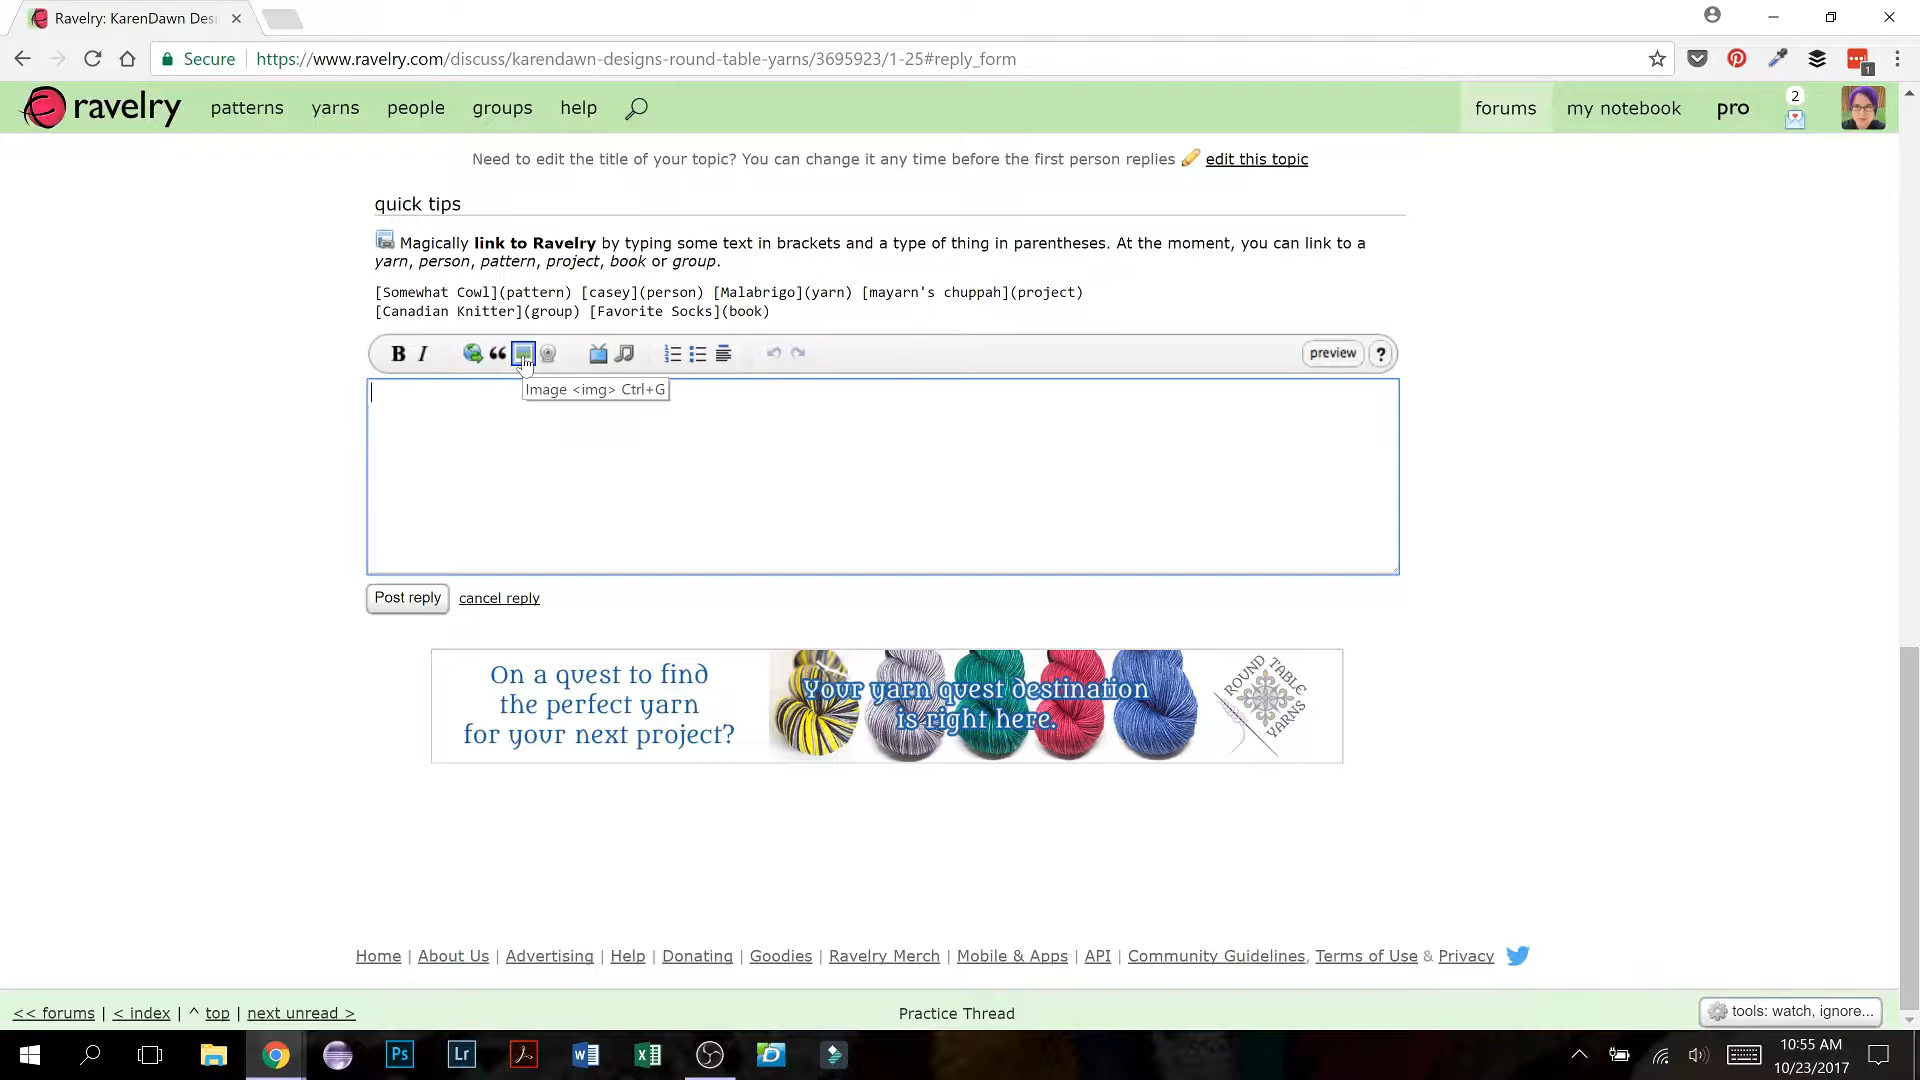 Ravelry: KarenDawn Des
Secure
https://www.ravelry.com/discuss/karendawn-designs-round-table-yarns/3695923/1-25#reply_form
1
ravelry
patterns
yarns
people
groups
help
forums
my notebook
pro
2
Need to edit the title of your topic? You can change it any time before the first person replies edit this topic
quick tips
Magically link to Ravelry by typing some text in brackets and a type of thing in parentheses. At the moment, you can link to a
yarn, person, pattern, project, book or group.
[Somewhat Cowl](pattern) [casey](person) [Malabrigo](yarn) [mayarn's chuppah](project)
[Canadian Knitter](group) [Favorite Socks](book)
B I
preview ?
Image <img> Ctrl+G
Post reply
cancel reply
On a quest to find
the perfect yarn
for your next project?
Your yarn quest destination
is right here.
ROUND TABLE
YARNS
Home | About Us | Advertising | Help | Donating | Goodies | Ravelry Merch | Mobile & Apps | API | Community Guidelines, Terms of Use & Privacy
<< forums | < index | ^ top | next unread >
Practice Thread
tools: watch, ignore...
Ps
Lr
10:55 AM
10/23/2017